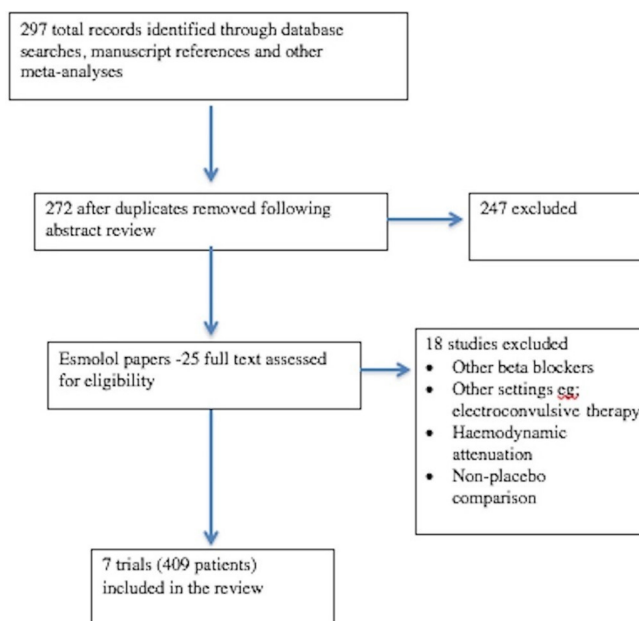 297 total records identified through database
searches, manuscript references and other
meta-analyses
272 after duplicates removed following
abstract review
247 excluded
Esmolol papers -25 full text assessed
for eligibility
18 studies excluded
• Other beta blockers
• Other settings eg;
electroconvulsive therapy
• Haemodynamic
attenuation
• Non-placebo
comparison
7 trials (409 patients)
included in the review